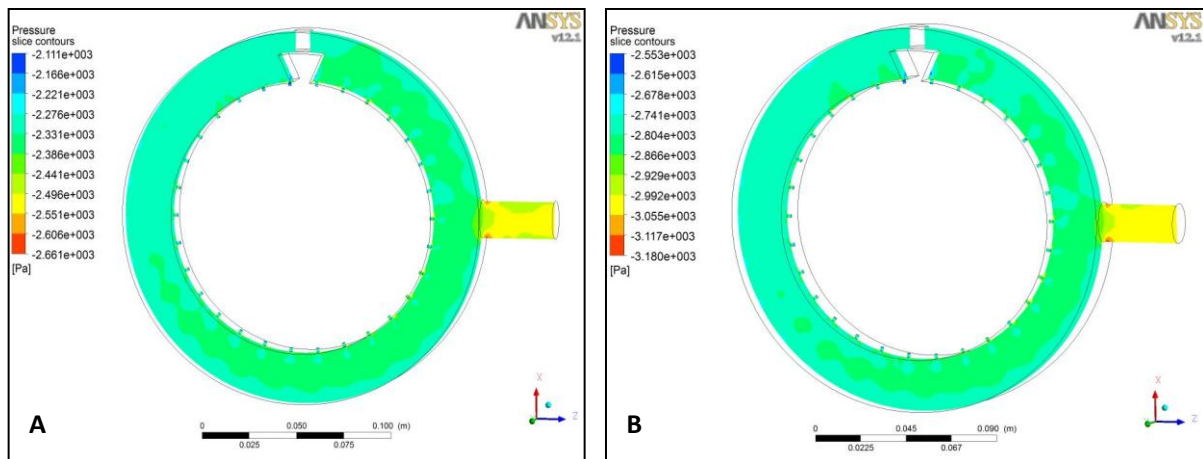 Pressure
slice contours
-2.111e+003
-2.166e+003
-2.221e+003
-2.276e+003
-2.331e+003
-2.386e+003
-2.441e+003
-2.496e+003
-2.551e+003
-2.606e+003
-2.661e+003
[Pa]
ANSYS
v12.1
A
0 0.050 0.100 (m)
0.025 0.075
X
Z
Pressure
slice contours
-2.553e+003
-2.615e+003
-2.678e+003
-2.741e+003
-2.804e+003
-2.866e+003
-2.929e+003
-2.992e+003
-3.055e+003
-3.117e+003
-3.180e+003
[Pa]
ANSYS
v12.1
B
0 0.045 0.090 (m)
0.0225 0.067
X
Z